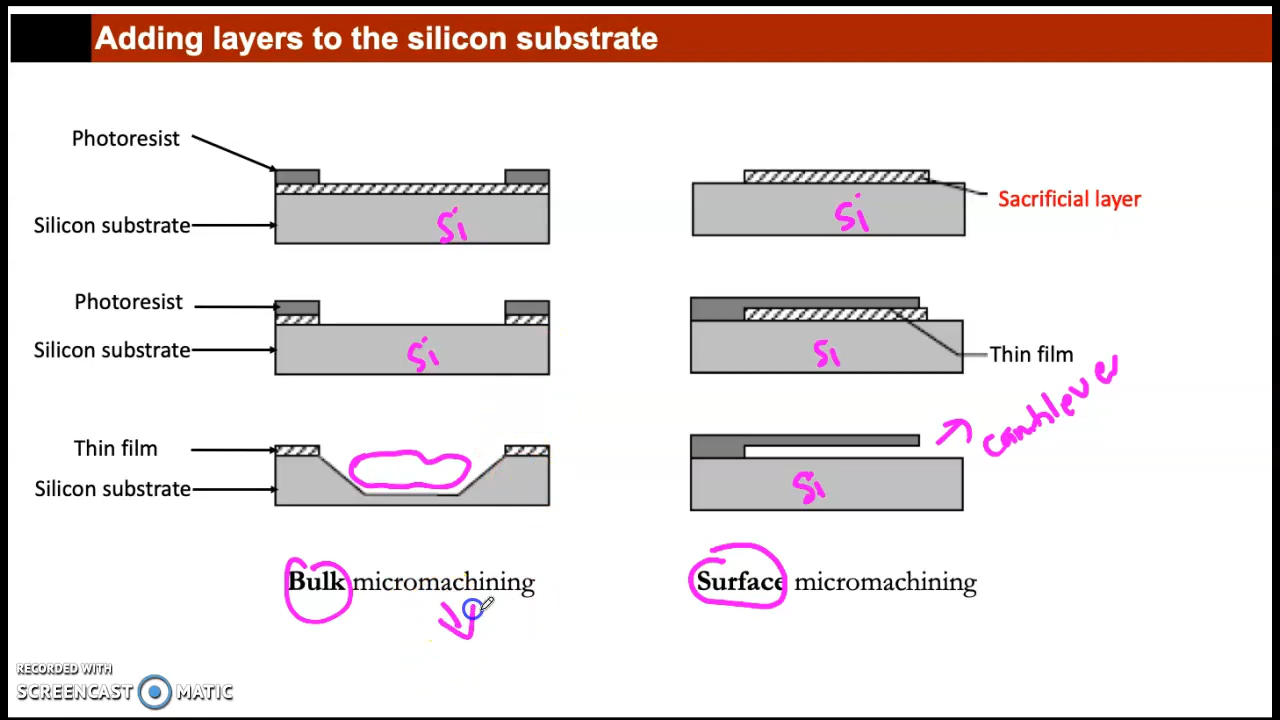 Adding layers to the silicon substrate
Photoresist
Silicon substrate
Si
Photoresist
Silicon substrate
Si
Thin film
Silicon substrate
Bulk micromachining
Si
Sacrificial layer
Si
Thin film
cantilever
Si
Surface micromachining
RECORDED WITH
SCREENCAST MATIC